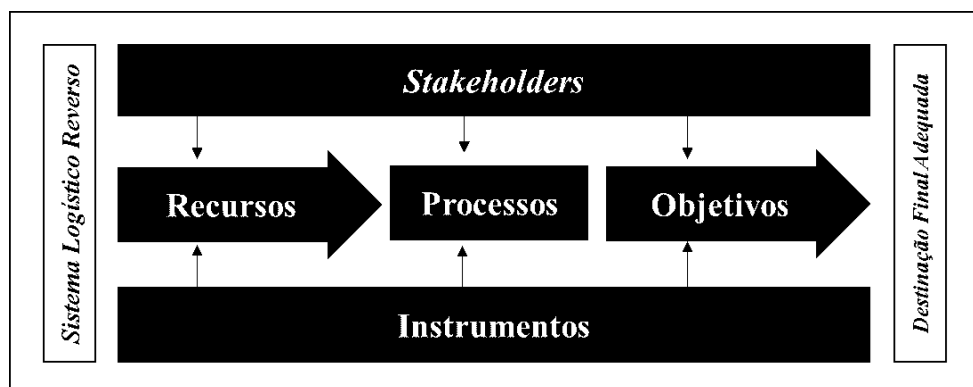 Sistema Logístico Reverso
Stakeholders
Recursos
Processos
Objetivos
Instrumentos
Destinação Final Adequada